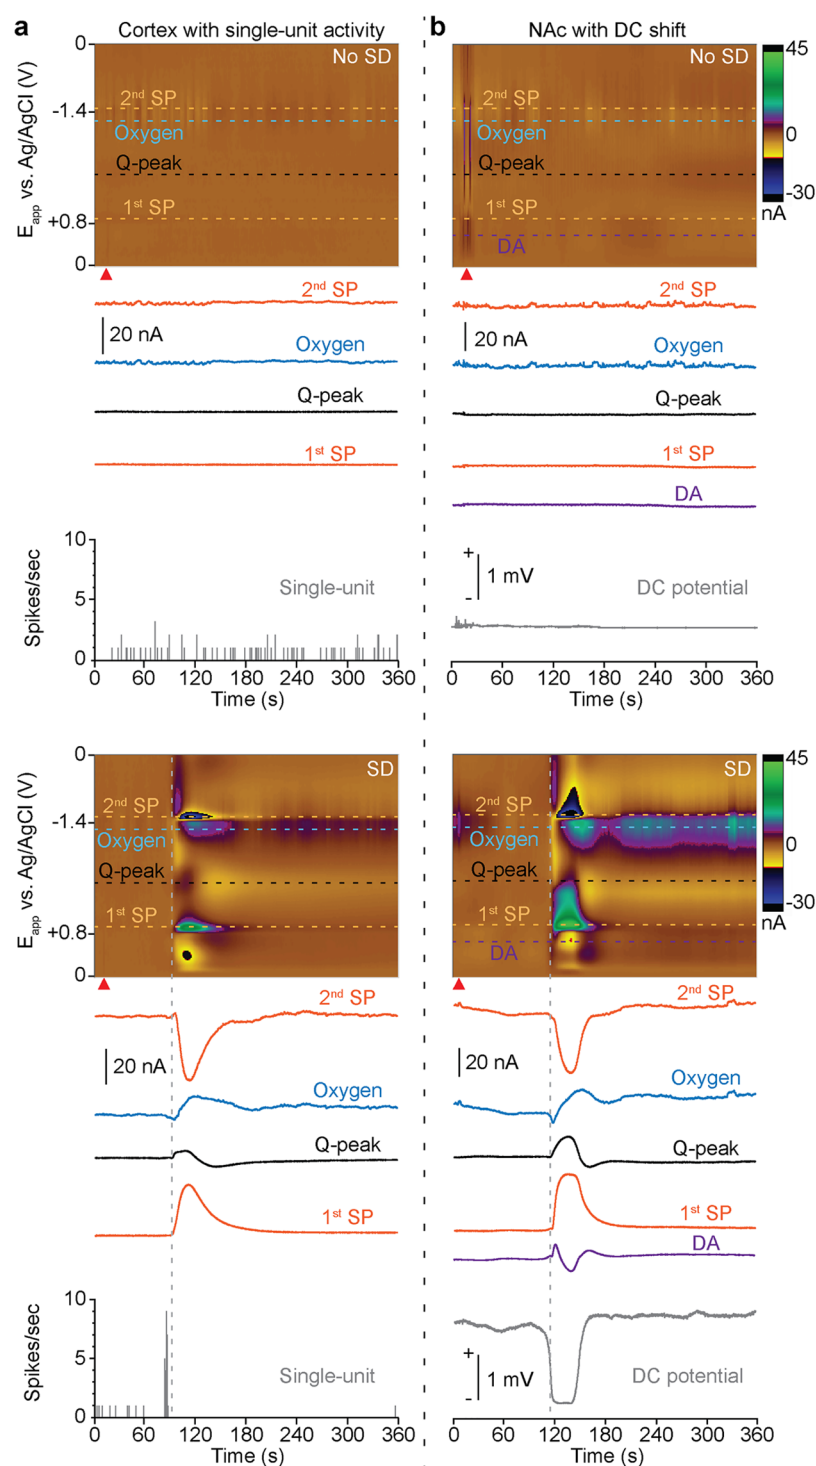 a Cortex with single-unit activity
b NAc with DC shift
No SD
No SD
0
-1.4
+0.8
0
E_app vs. Ag/AgCl (V)
2nd SP
Oxygen
Q-peak
1st SP
2nd SP
Oxygen
Q-peak
1st SP
DA
45
0
-30
nA
2nd SP
20 nA
Oxygen
Q-peak
1st SP
2nd SP
20 nA
Oxygen
Q-peak
1st SP
DA
10
5
0
Spikes/sec
Single-unit
+
1 mV
-
DC potential
0 60 120 180 240 300 360
Time (s)
0 60 120 180 240 300 360
Time (s)
SD
SD
0
-1.4
+0.8
0
E_app vs. Ag/AgCl (V)
2nd SP
Oxygen
Q-peak
1st SP
2nd SP
Oxygen
Q-peak
1st SP
DA
45
0
-30
nA
2nd SP
20 nA
Oxygen
Q-peak
1st SP
2nd SP
20 nA
Oxygen
Q-peak
1st SP
DA
10
5
0
Spikes/sec
Single-unit
+
1 mV
-
DC potential
0 60 120 180 240 300 360
Time (s)
0 60 120 180 240 300 360
Time (s)